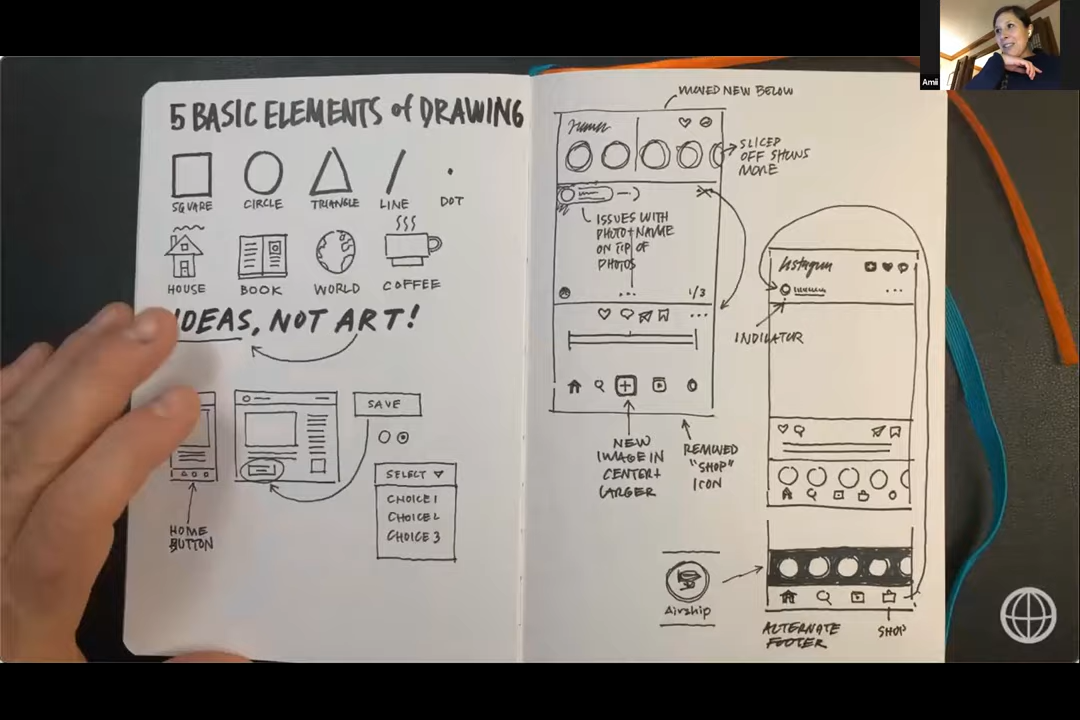 Amii
5 BASIC ELEMENTS of DRAWING
SQUARE
CIRCLE
TRIANGLE
LINE
DOT
HOUSE
BOOK
WORLD
COFFEE
IDEAS, NOT ART!
SAVE
SELECT
CHOICE 1
CHOICE 2
CHOICE 3
HOME
BUTTON
MOVED NEW BELOW
SLICED
OFF SHOWS
MORE
ISSUES WITH
PHOTO + NAME
ON TOP OF
PHOTOS
1/3
NEW
IMAGE IN
CENTER +
LARGER
REMOVED
"SHOP"
ICON
Instagram
INDICATOR
Airship
ALTERNATE
FOOTER
SHOP